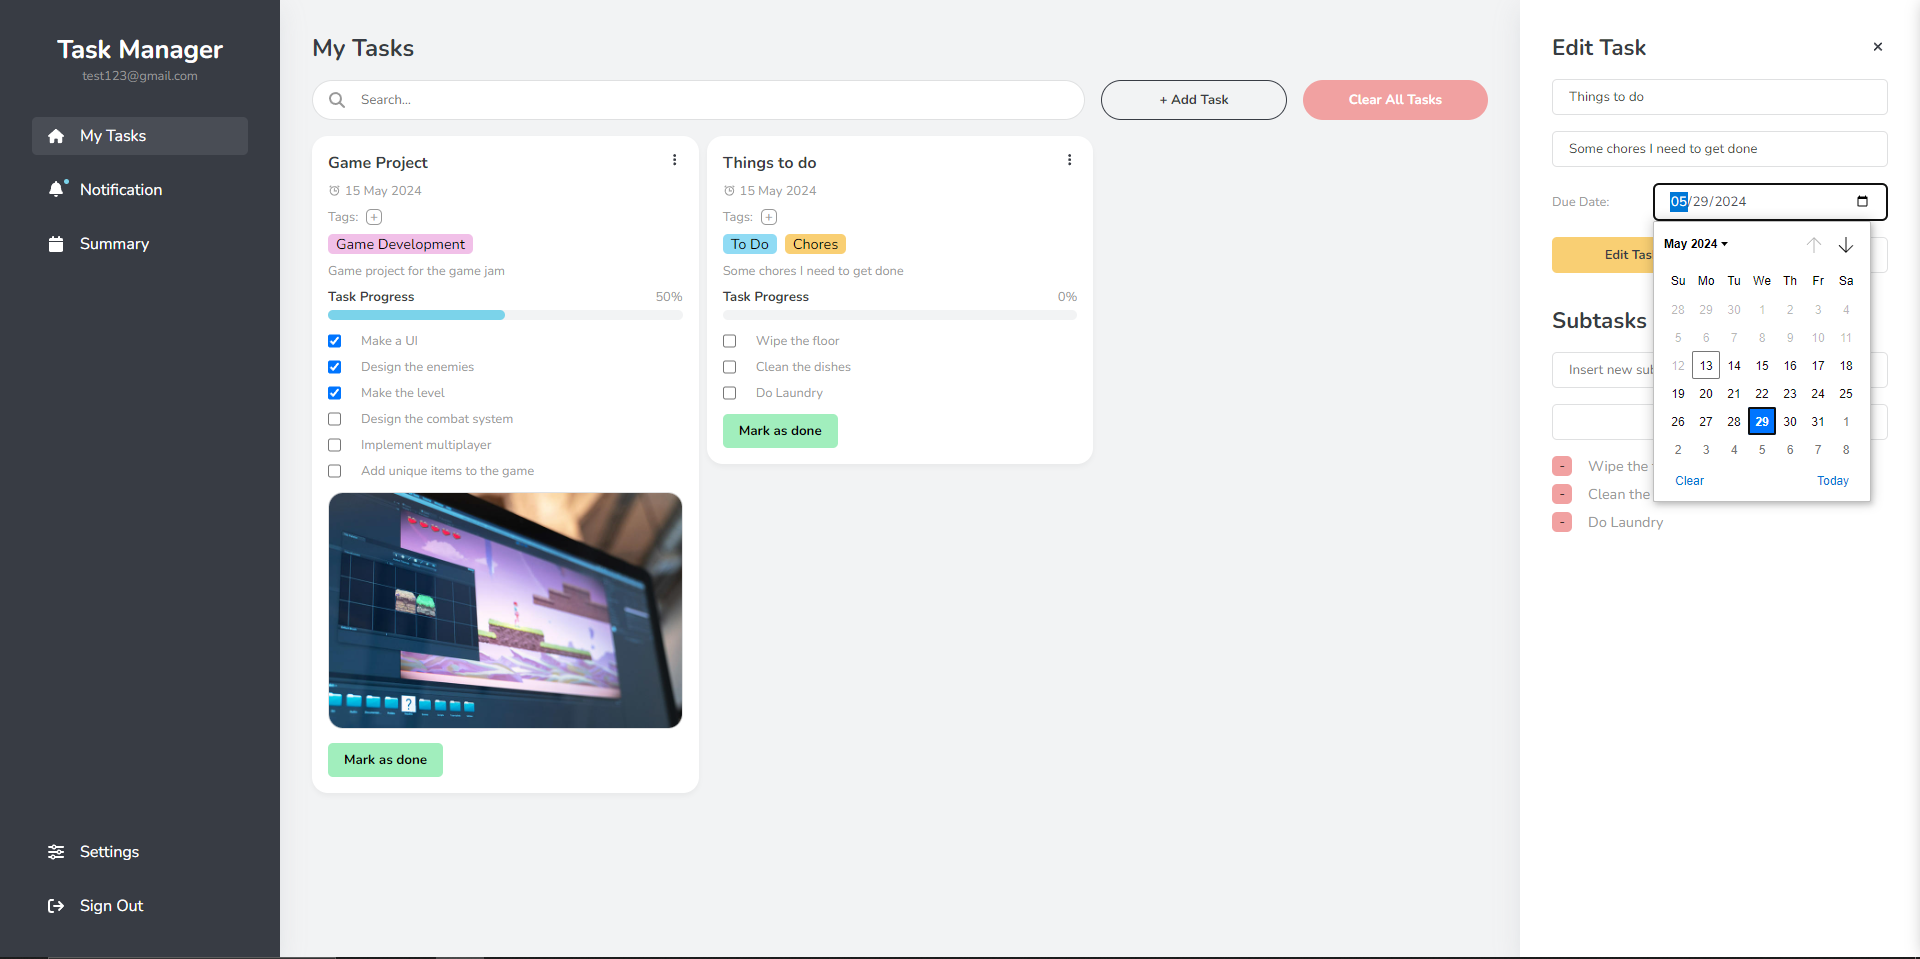 Task Manager
test123@gmail.com
My Tasks
Notification
Summary
Settings
Sign Out
My Tasks
Search...
+ Add Task
Clear All Tasks
Game Project
15 May 2024
Tags: +
Game Development
Game project for the game jam
Task Progress 50%
Make a UI
Design the enemies
Make the level
Design the combat system
Implement multiplayer
Add unique items to the game
?
Mark as done
Things to do
15 May 2024
Tags: +
To Do Chores
Some chores I need to get done
Task Progress 0%
Wipe the floor
Clean the dishes
Do Laundry
Mark as done
Edit Task ×
Things to do
Some chores I need to get done
Due Date: 05/29/2024
Edit Tas
May 2024
Su Mo Tu We Th Fr Sa
28 29 30 1 2 3 4
5 6 7 8 9 10 11
12 13 14 15 16 17 18
19 20 21 22 23 24 25
26 27 28 29 30 31 1
2 3 4 5 6 7 8
Clear Today
Subtasks
Insert new sub
- Wipe the
- Clean the
- Do Laundry